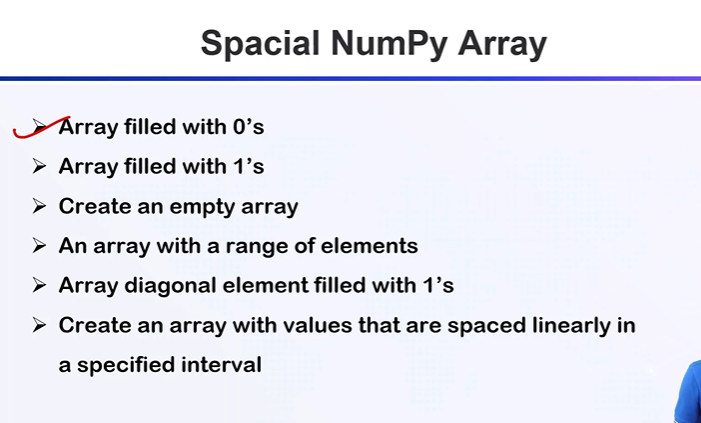 Spacial NumPy Array
➤ Array filled with 0's
➤ Array filled with 1's
➤ Create an empty array
➤ An array with a range of elements
➤ Array diagonal element filled with 1's
➤ Create an array with values that are spaced linearly in
a specified interval